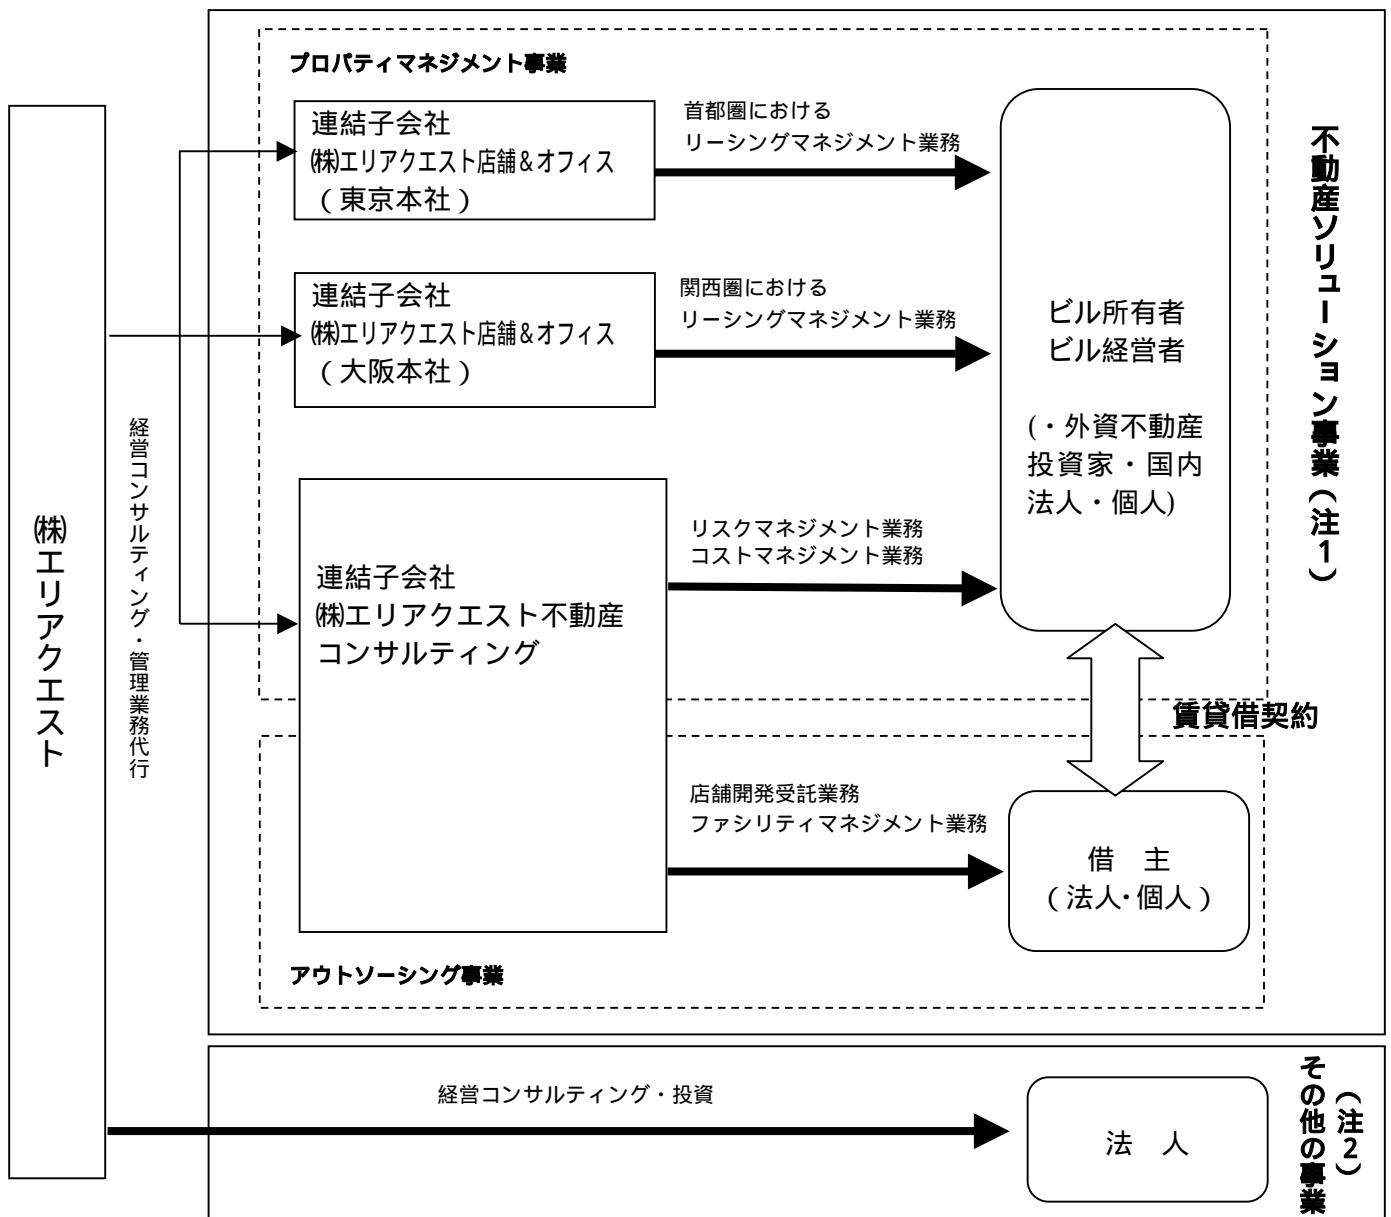 プロパティマネジメント事業
連結子会社
㈱エリアクエスト店舗＆オフィス
（東京本社）
首都圏における
リーシングマネジメント業務
連結子会社
㈱エリアクエスト店舗＆オフィス
（大阪本社）
関西圏における
リーシングマネジメント業務
ビル所有者
ビル経営者
(・外資不動産
投資家・国内
法人・個人)
不動産ソリューション事業（注１）
㈱エリアクエスト
経営コンサルティング・管理業務代行
連結子会社
㈱エリアクエスト不動産
コンサルティング
リスクマネジメント業務
コストマネジメント業務
賃貸借契約
店舗開発受託業務
ファシリティマネジメント業務
借　主
（法人・個人）
アウトソーシング事業
経営コンサルティング・投資
法　人
その他の事業
（注２）